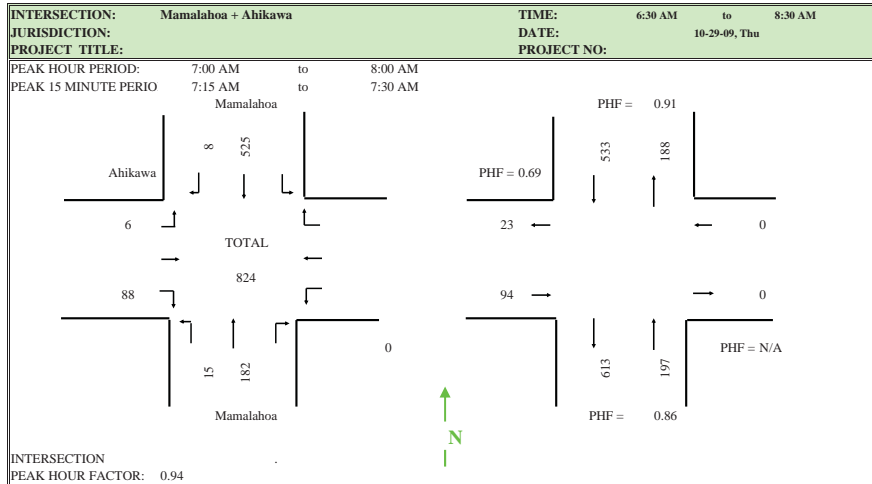 INTERSECTION: Mamalahoa + Ahikawa TIME: 6:30 AM to 8:30 AM
JURISDICTION: DATE: 10-29-09, Thu
PROJECT TITLE: PROJECT NO:
PEAK HOUR PERIOD: 7:00 AM to 8:00 AM
PEAK 15 MINUTE PERIO 7:15 AM to 7:30 AM
Mamalahoa PHF = 0.91
8 525 533 188
Ahikawa PHF = 0.69
6 23 0
TOTAL
824
88 94 0
0 PHF = N/A
15 182 613 197
Mamalahoa PHF = 0.86
N
INTERSECTION .
PEAK HOUR FACTOR: 0.94